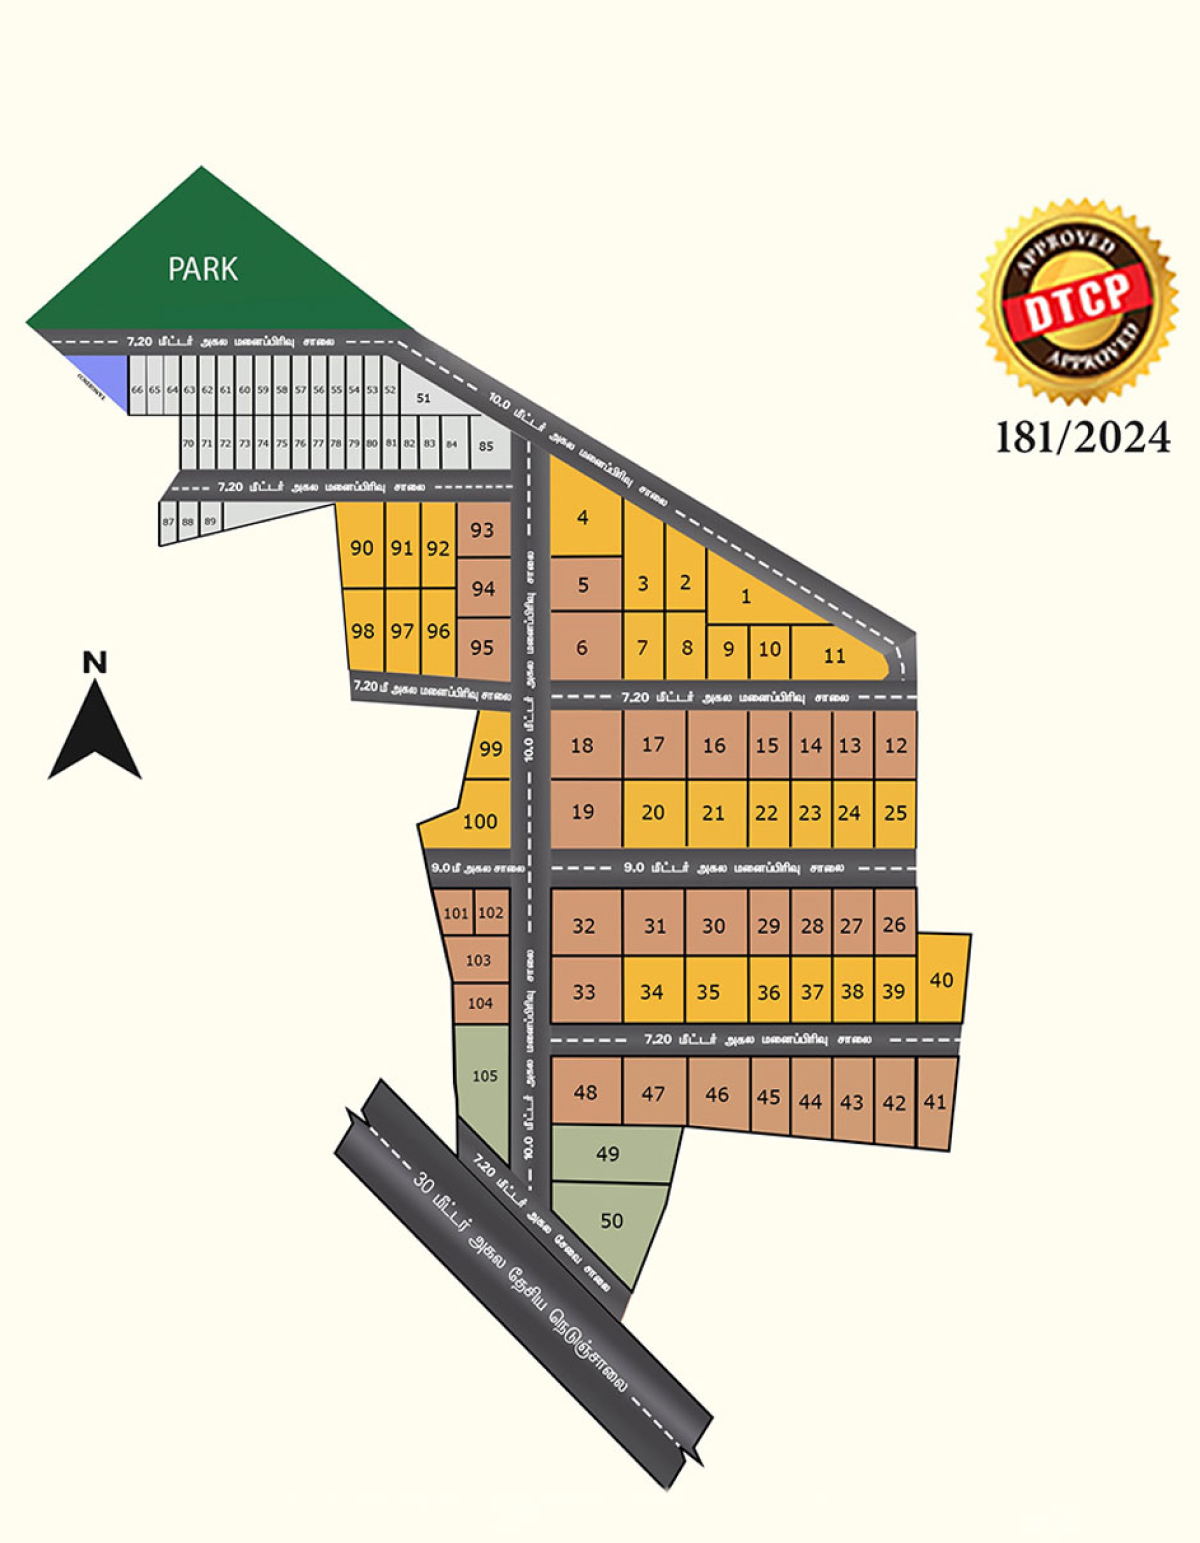 PARK
APPROVED
DTCP
APPROVED
181/2024
7.20 மீட்டர் அகல மனைப்பிரிவு சாலை
10.0 மீட்டர் அகல மனைப்பிரிவு சாலை
66 65 64 63 62 61 60 59 58 57 56 55 54 53 52 51
70 71 72 73 74 75 76 77 78 79 80 81 82 83 84 85
7.20 மீட்டர் அகல மனைப்பிரிவு சாலை
87 88 89
90 91 92 93
94
98 97 96 95
4
5 3 2 1
6 7 8 9 10 11
N
7.20 மீ அகல மனைப்பிரிவு சாலை
7.20 மீட்டர் அகல மனைப்பிரிவு சாலை
10.0 மீட்டர் அகல மனைப்பிரிவு சாலை
99
18 17 16 15 14 13 12
100
19 20 21 22 23 24 25
9.0 மீ அகல சாலை
9.0 மீட்டர் அகல மனைப்பிரிவு சாலை
101 102
103
104
105
32 31 30 29 28 27 26
33 34 35 36 37 38 39 40
10.0 மீட்டர் அகல மனைப்பிரிவு சாலை
7.20 மீட்டர் அகல மனைப்பிரிவு சாலை
48 47 46 45 44 43 42 41
49
50
7.20 மீட்டர் அகல சேவை சாலை
30 மீட்டர் அகல தேசிய நெடுஞ்சாலை